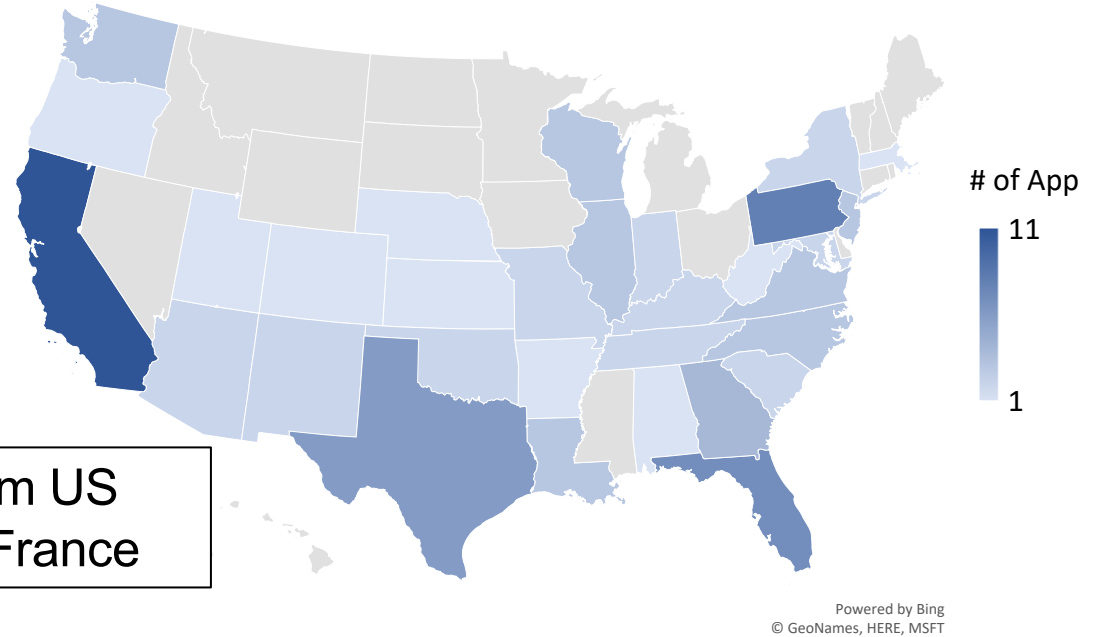 # of App
11
1
m US
France
Powered by Bing
© GeoNames, HERE, MSFT